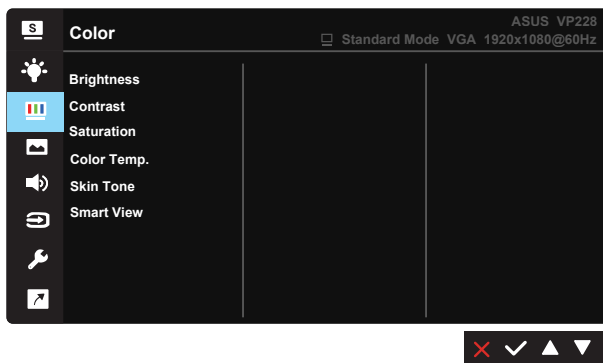 S
Color
ASUS VP228
Standard Mode VGA 1920x1080@60Hz
Brightness
Contrast
Saturation
Color Temp.
Skin Tone
Smart View